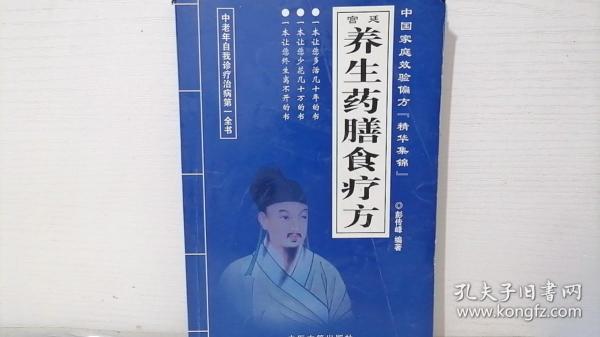 中国家庭效验偏方『精华集锦』
◎彭传峰 编著
宫廷
养生药膳食疗方
●一本让您多活几十年的书
●一本让您少花几十万的书
●一本让您终生离不开的书
中老年自我诊疗治病第一全书
孔夫子旧书网
www.kongfz.com